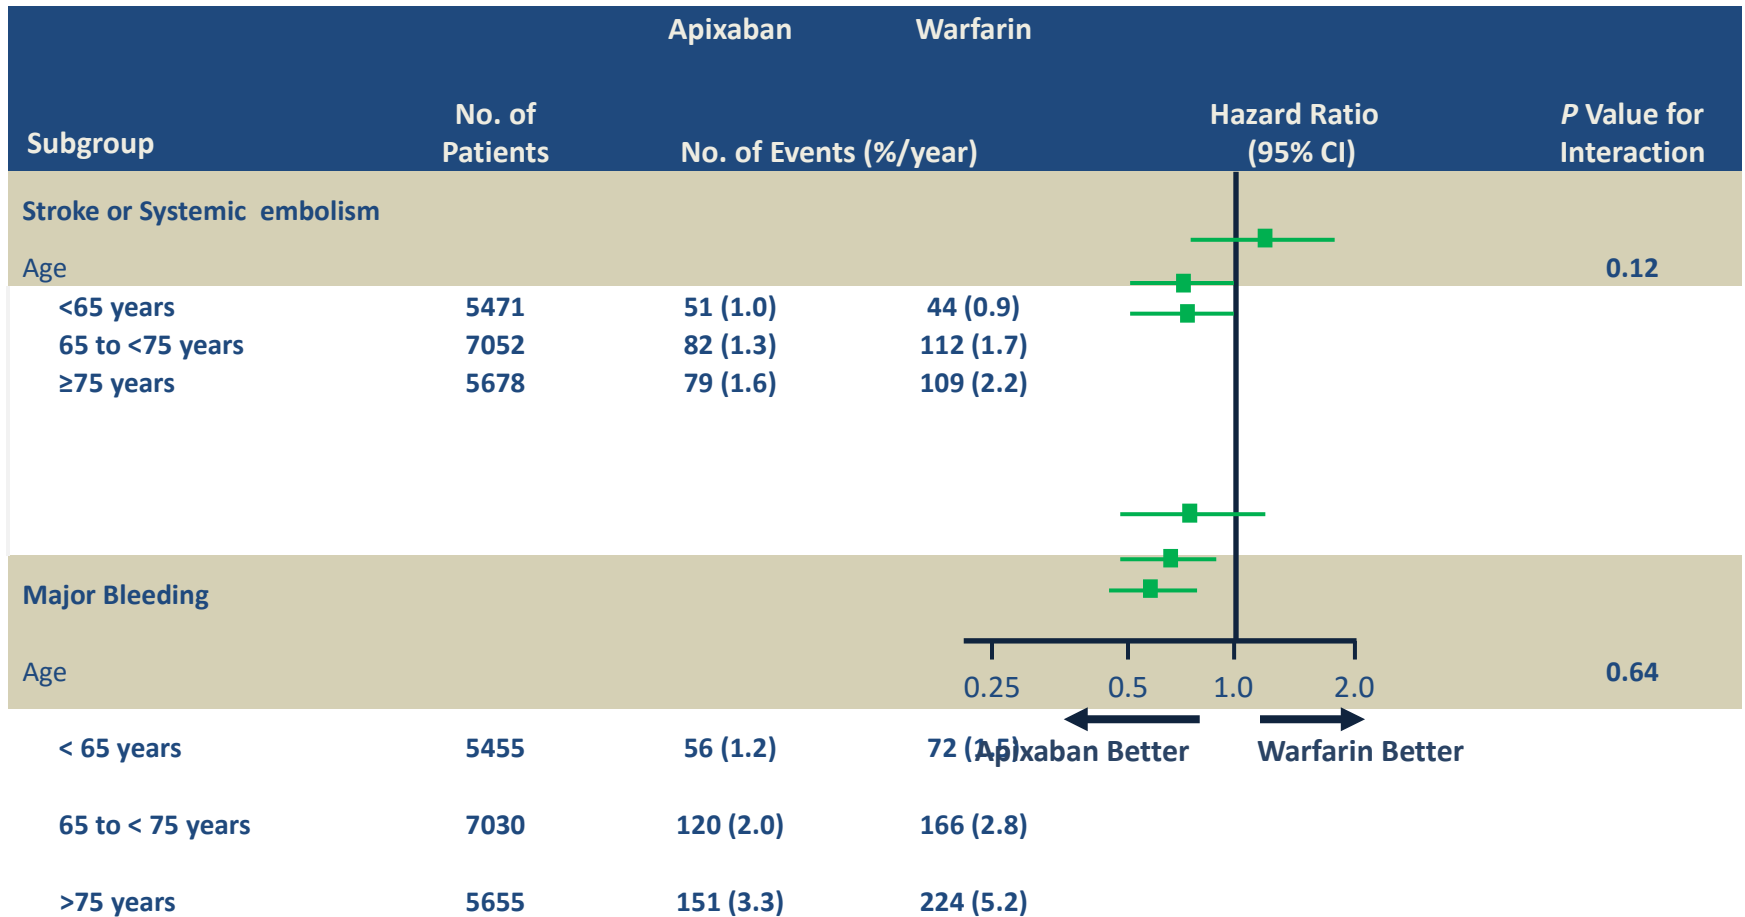 Apixaban Warfarin
Subgroup No. of Patients No. of Events (%/year) Hazard Ratio (95% CI) P Value for Interaction
Stroke or Systemic embolism
Age 0.12
<65 years 5471 51 (1.0) 44 (0.9)
65 to <75 years 7052 82 (1.3) 112 (1.7)
≥75 years 5678 79 (1.6) 109 (2.2)
Major Bleeding
Age 0.64
0.25 0.5 1.0 2.0
< 65 years 5455 56 (1.2) 72 (1.5) Apixaban Better Warfarin Better
65 to < 75 years 7030 120 (2.0) 166 (2.8)
>75 years 5655 151 (3.3) 224 (5.2)